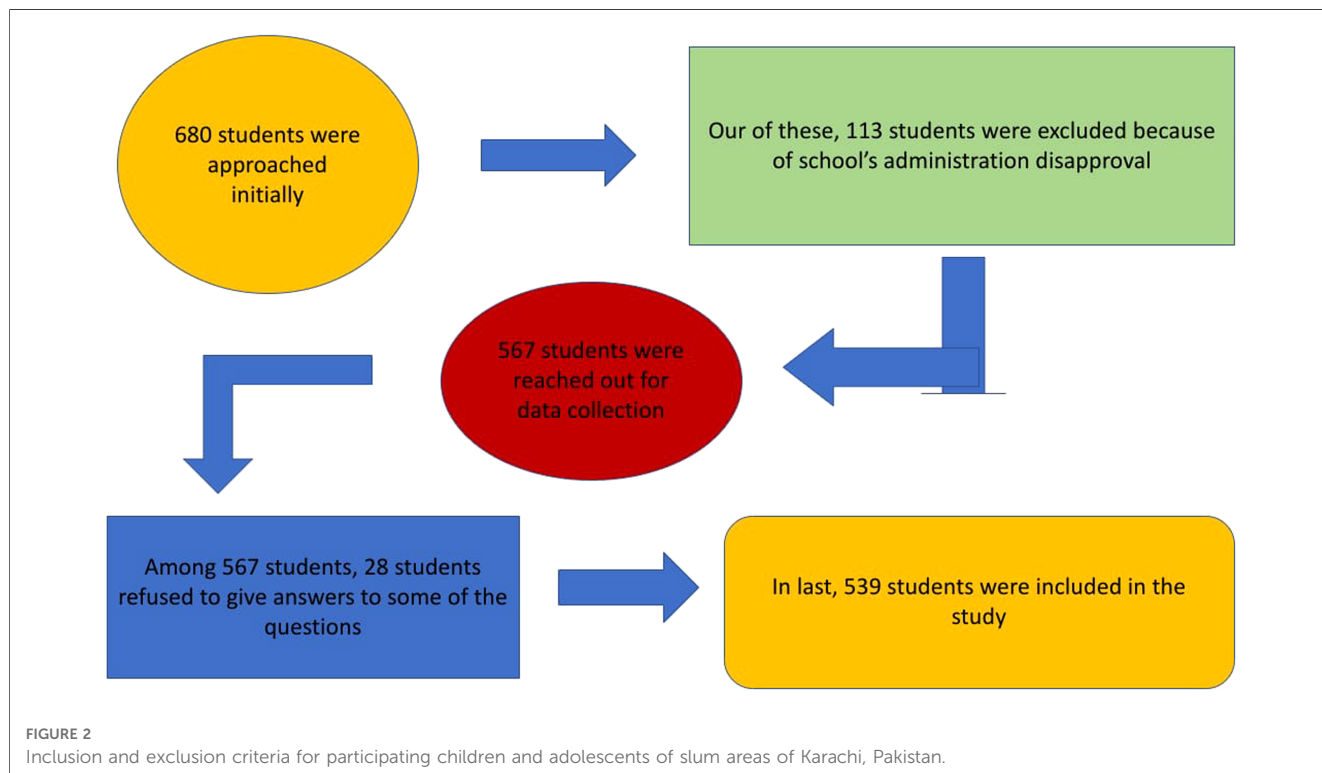 680 students were
approached
initially
Our of these, 113 students were excluded because
of school’s administration disapproval
567 students were
reached out for
data collection
Among 567 students, 28 students
refused to give answers to some of the
questions
In last, 539 students were included in the
study
FIGURE 2
Inclusion and exclusion criteria for participating children and adolescents of slum areas of Karachi, Pakistan.